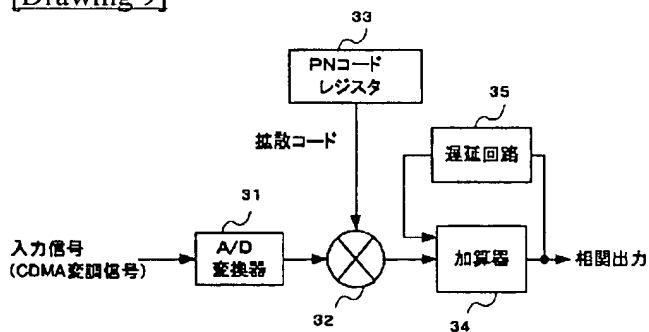 [Drawing 9]
33
PNコード
レジスタ
35
拡散コード
遅延回路
31
入力信号
(CDMA変調信号)
A/D
変換器
加算器
相関出力
32
34